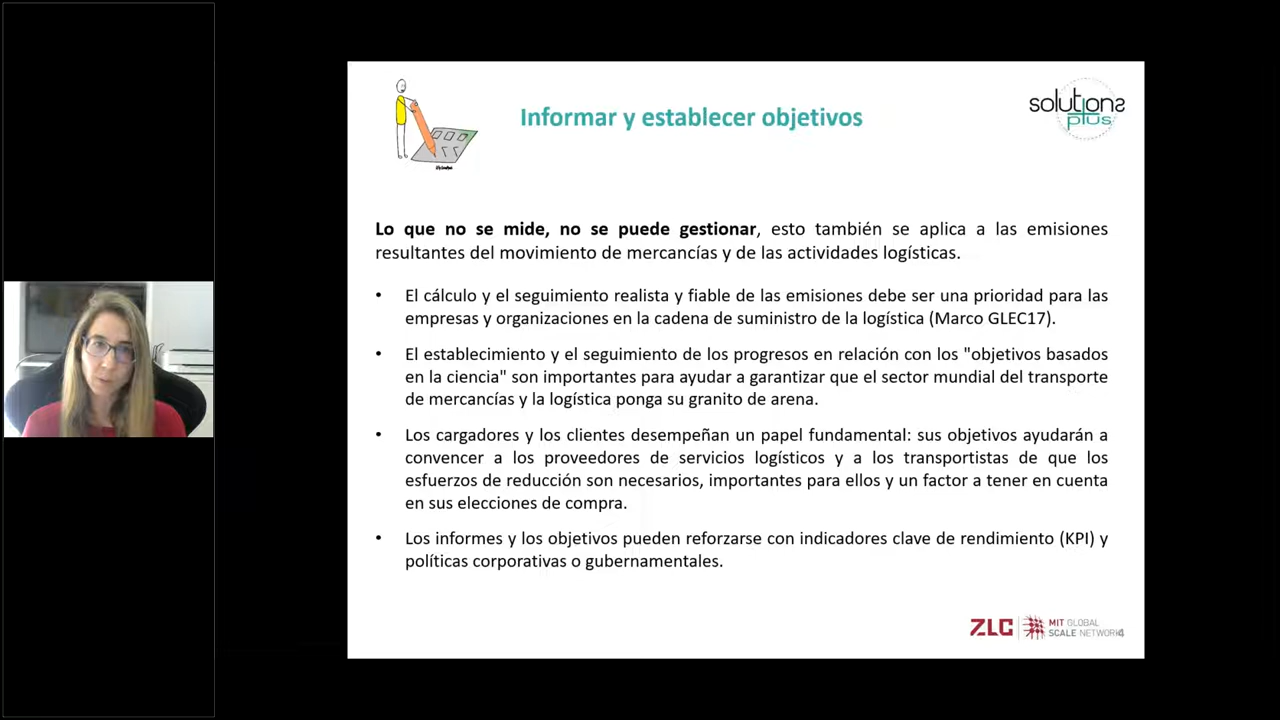 Informar y establecer objetivos
solutions
plus
Lo que no se mide, no se puede gestionar, esto también se aplica a las emisiones
resultantes del movimiento de mercancías y de las actividades logísticas.
• El cálculo y el seguimiento realista y fiable de las emisiones debe ser una prioridad para las
empresas y organizaciones en la cadena de suministro de la logística (Marco GLEC17).
• El establecimiento y el seguimiento de los progresos en relación con los "objetivos basados
en la ciencia" son importantes para ayudar a garantizar que el sector mundial del transporte
de mercancías y la logística ponga su granito de arena.
• Los cargadores y los clientes desempeñan un papel fundamental: sus objetivos ayudarán a
convencer a los proveedores de servicios logísticos y a los transportistas de que los
esfuerzos de reducción son necesarios, importantes para ellos y un factor a tener en cuenta
en sus elecciones de compra.
• Los informes y los objetivos pueden reforzarse con indicadores clave de rendimiento (KPI) y
políticas corporativas o gubernamentales.
ZLC
MIT GLOBAL
SCALE NETWORK
4